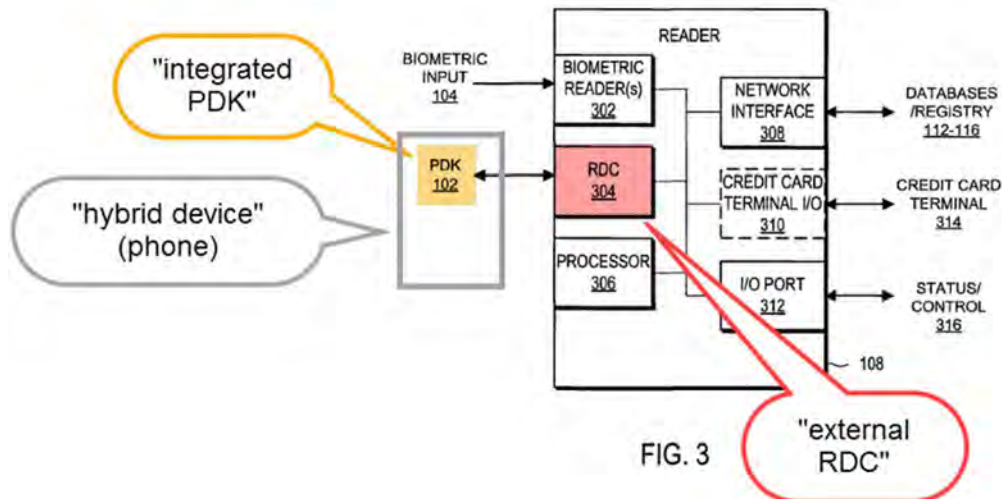 "integrated
PDK"
"hybrid device"
(phone)
BIOMETRIC
INPUT
104
PDK
102
READER
BIOMETRIC
READER(s)
302
RDC
304
PROCESSOR
306
NETWORK
INTERFACE
308
CREDIT CARD
TERMINAL I/O
310
I/O PORT
312
DATABASES
/REGISTRY
112-116
CREDIT CARD
TERMINAL
314
STATUS/
CONTROL
316
108
FIG. 3
"external
RDC"